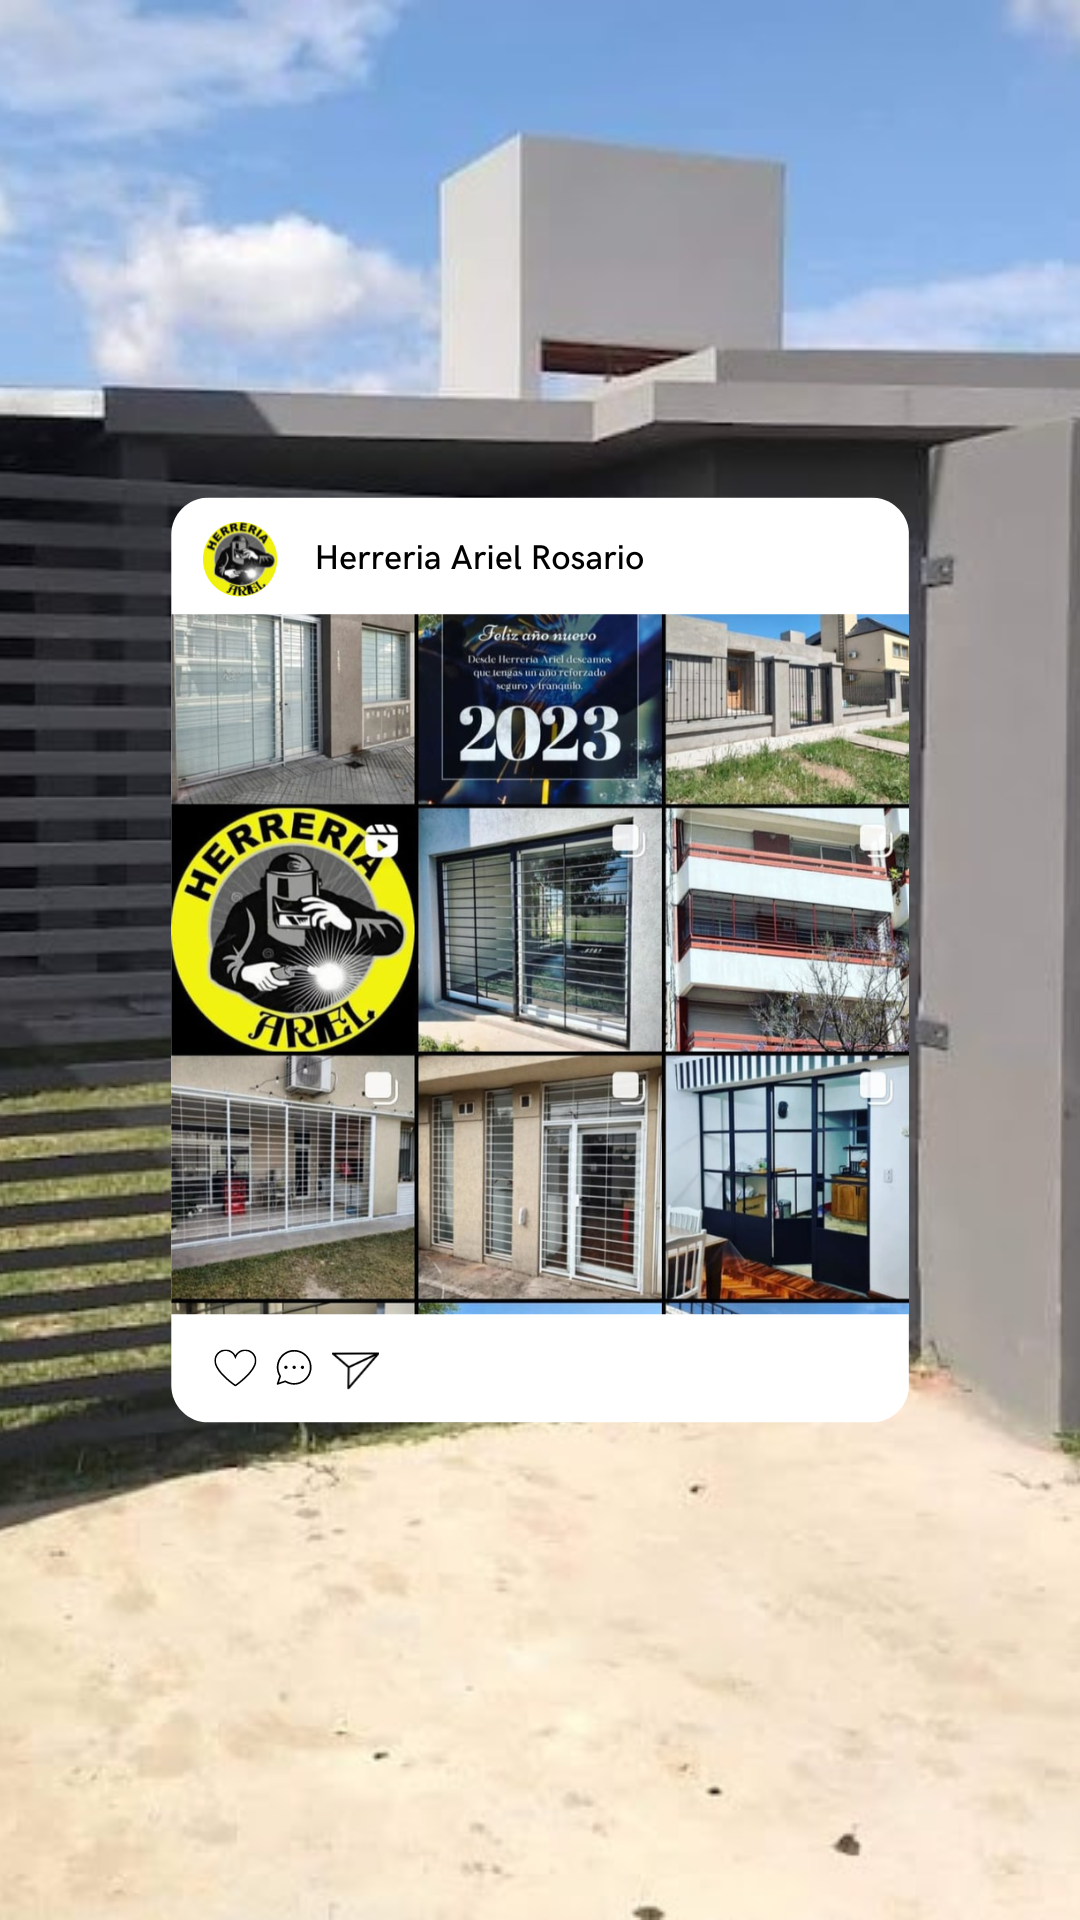 HERRERIA
ARIEL
Herreria Ariel Rosario
Feliz año nuevo
Desde Herreria Ariel deseamos
que tengas un año reforzado
seguro y tranquilo.
2023
HERRERIA
ARIEL